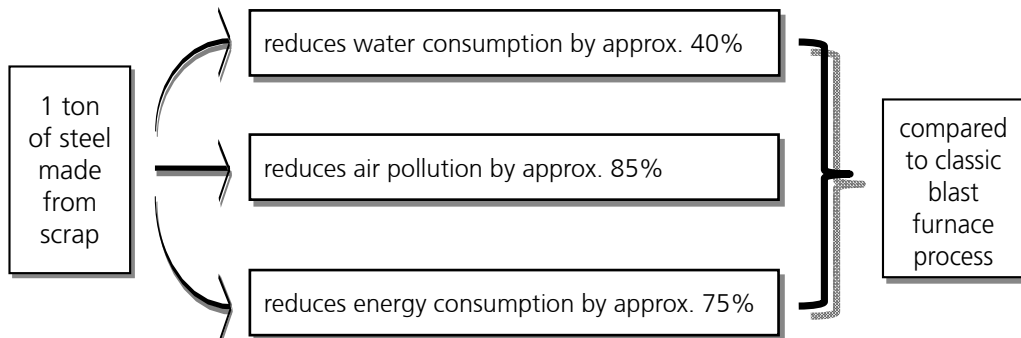 1 ton
of steel
made
from
scrap
reduces water consumption by approx. 40%
reduces air pollution by approx. 85%
reduces energy consumption by approx. 75%
compared
to classic
blast
furnace
process